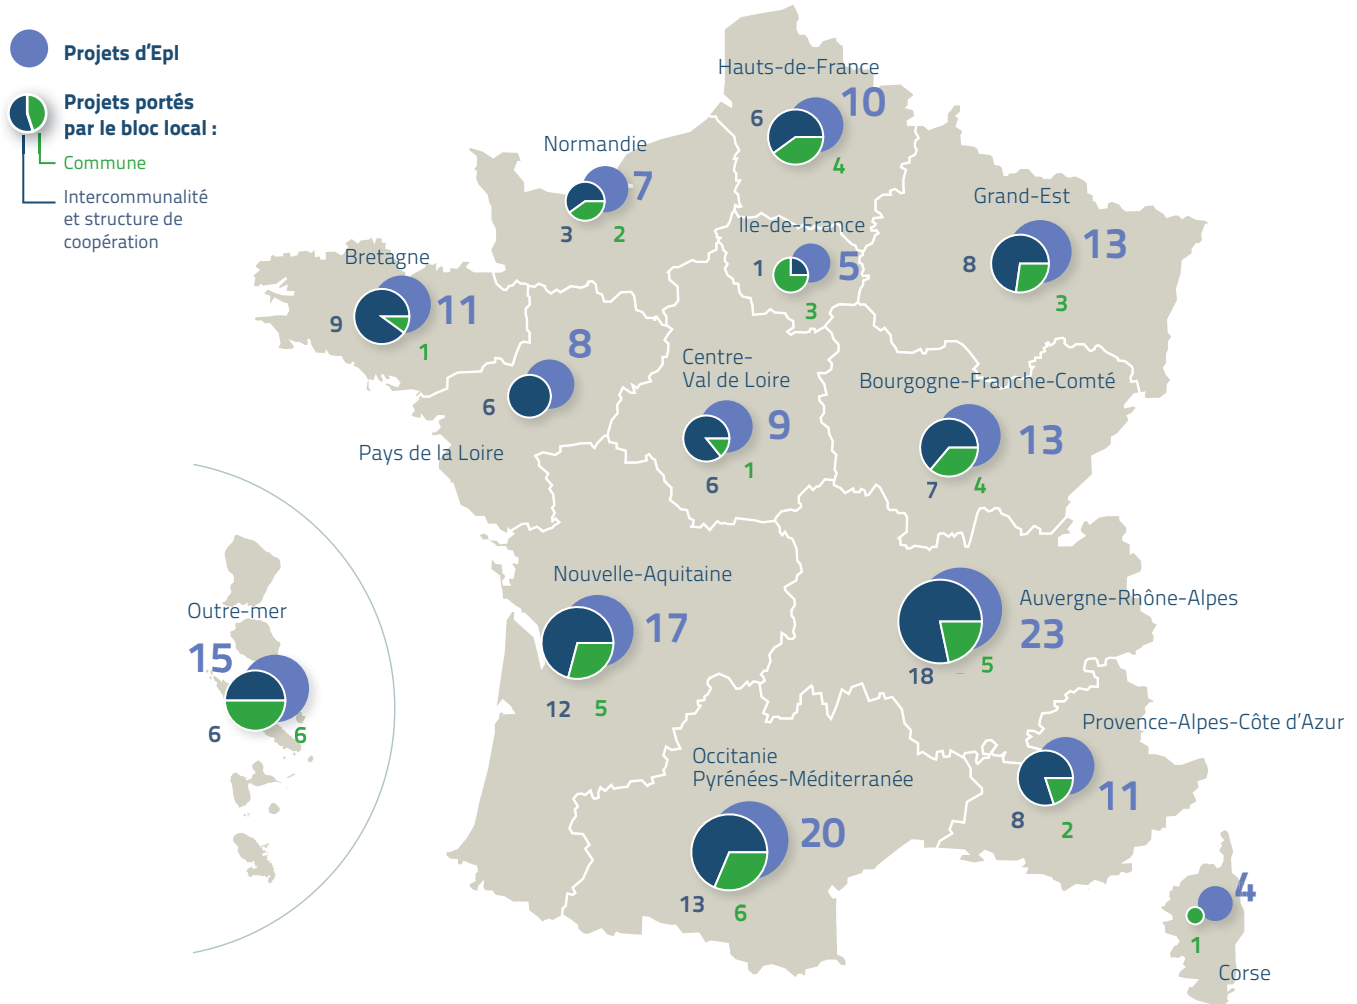 Projets d'Epl
Projets portés
par le bloc local :
Commune
Intercommunalité
et structure de
coopération
Hauts-de-France
10
6
4
Normandie
7
3
2
Ile-de-France
5
1
3
Grand-Est
13
8
3
Bretagne
11
9
1
8
6
Pays de la Loire
Centre-
Val de Loire
9
6
1
Bourgogne-Franche-Comté
13
7
4
Outre-mer
15
6
6
Nouvelle-Aquitaine
17
12
5
Auvergne-Rhône-Alpes
23
18
5
Provence-Alpes-Côte d'Azur
11
8
2
Occitanie
Pyrénées-Méditerranée
20
13
6
4
1
Corse